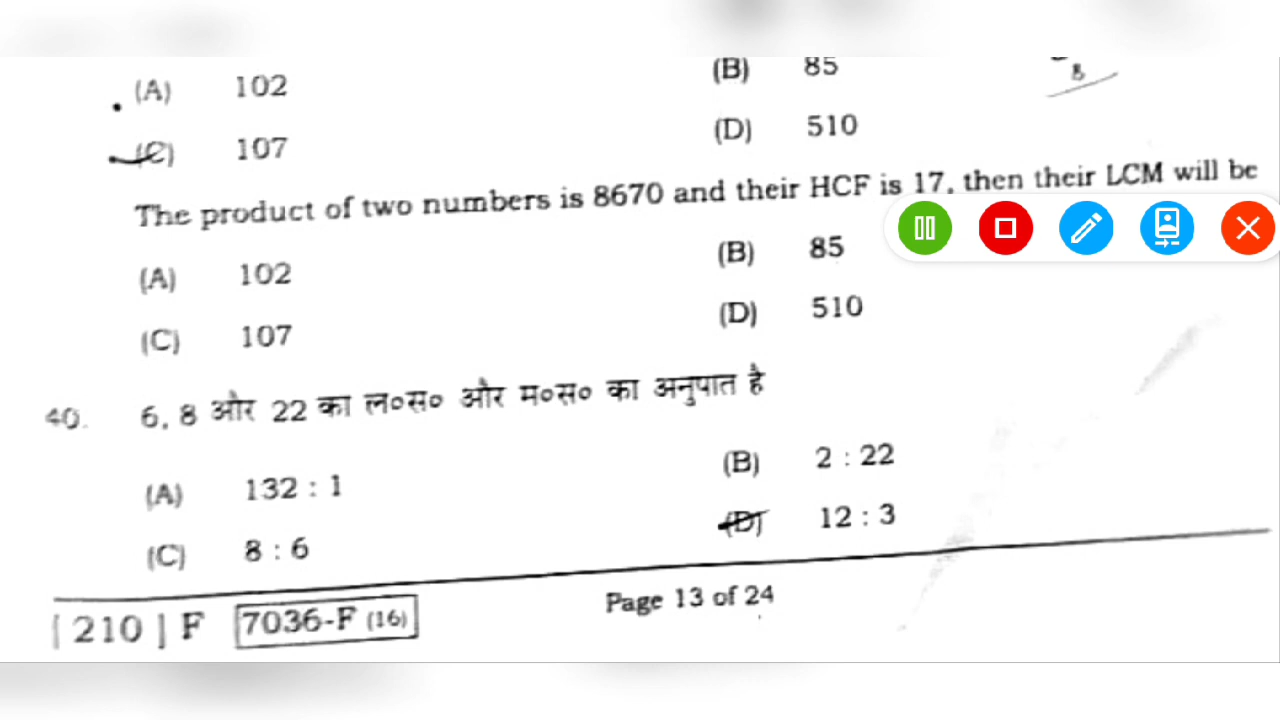 (A) 102 (B) 85
(C) 107 (D) 510
The product of two numbers is 8670 and their HCF is 17, then their LCM will be
(A) 102 (B) 85
(C) 107 (D) 510
40. 6, 8 और 22 का ल०स० और म०स० का अनुपात है
(A) 132 : 1 (B) 2 : 22
(C) 8 : 6 (D) 12 : 3
[ 210 ] F 7036-F (16) Page 13 of 24